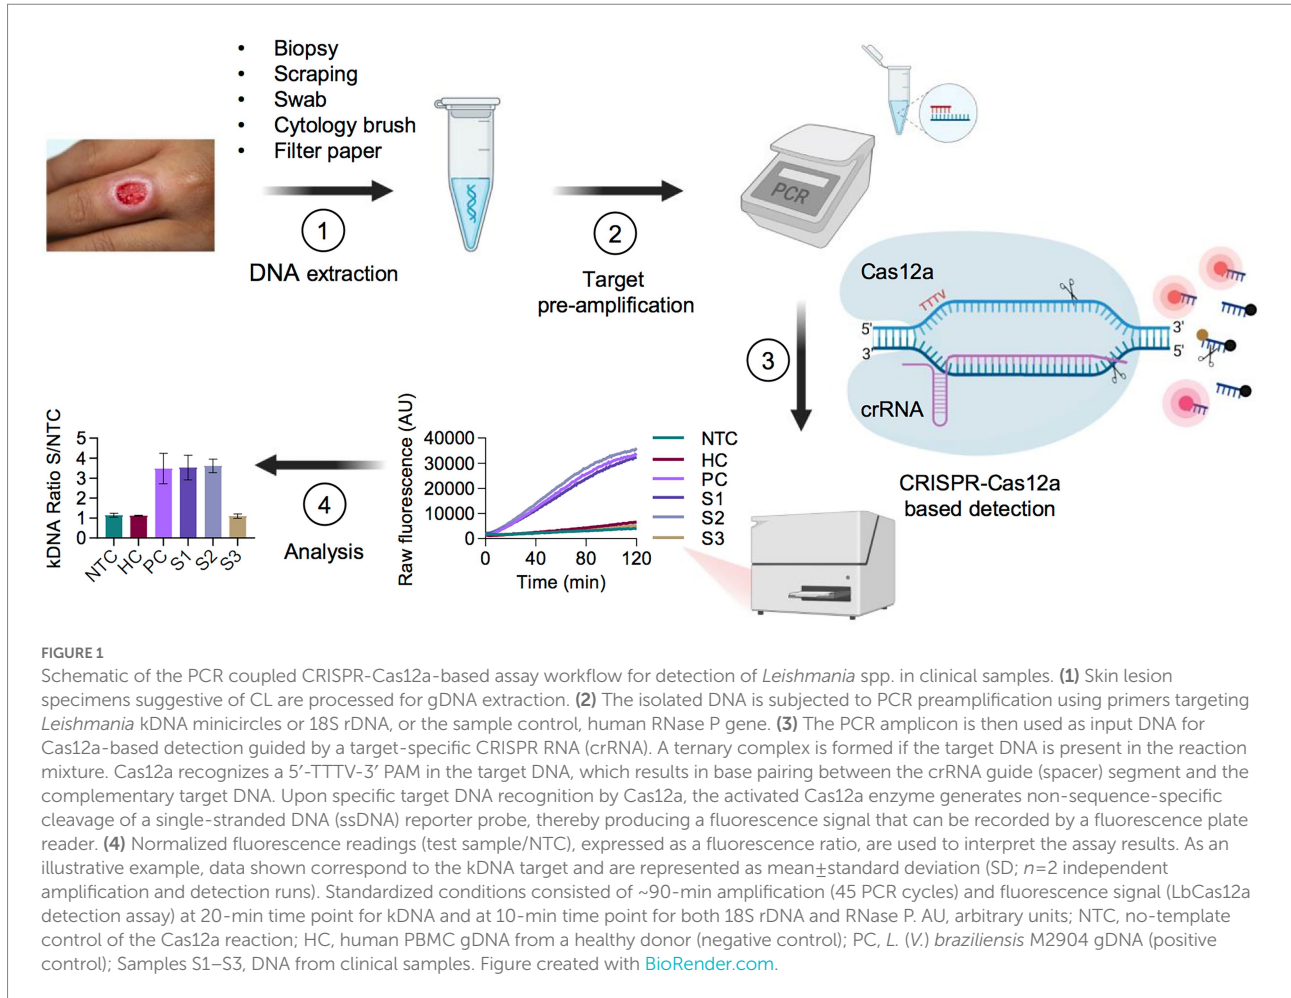 • Biopsy
• Scraping
• Swab
• Cytology brush
• Filter paper
1
DNA extraction
2
Target
pre-amplification
PCR
Cas12a
TTTV
5'
3'
3'
5'
crRNA
CRISPR-Cas12a
based detection
3
Raw fluorescence (AU)
40000
30000
20000
10000
0
0 40 80 120
Time (min)
NTC
HC
PC
S1
S2
S3
4
Analysis
kDNA Ratio S/NTC
5
4
3
2
1
0
NTC HC PC S1 S2 S3
FIGURE 1
Schematic of the PCR coupled CRISPR-Cas12a-based assay workflow for detection of Leishmania spp. in clinical samples. (1) Skin lesion
specimens suggestive of CL are processed for gDNA extraction. (2) The isolated DNA is subjected to PCR preamplification using primers targeting
Leishmania kDNA minicircles or 18S rDNA, or the sample control, human RNase P gene. (3) The PCR amplicon is then used as input DNA for
Cas12a-based detection guided by a target-specific CRISPR RNA (crRNA). A ternary complex is formed if the target DNA is present in the reaction
mixture. Cas12a recognizes a 5′-TTTV-3′ PAM in the target DNA, which results in base pairing between the crRNA guide (spacer) segment and the
complementary target DNA. Upon specific target DNA recognition by Cas12a, the activated Cas12a enzyme generates non-sequence-specific
cleavage of a single-stranded DNA (ssDNA) reporter probe, thereby producing a fluorescence signal that can be recorded by a fluorescence plate
reader. (4) Normalized fluorescence readings (test sample/NTC), expressed as a fluorescence ratio, are used to interpret the assay results. As an
illustrative example, data shown correspond to the kDNA target and are represented as mean±standard deviation (SD; n=2 independent
amplification and detection runs). Standardized conditions consisted of ~90-min amplification (45 PCR cycles) and fluorescence signal (LbCas12a
detection assay) at 20-min time point for kDNA and at 10-min time point for both 18S rDNA and RNase P. AU, arbitrary units; NTC, no-template
control of the Cas12a reaction; HC, human PBMC gDNA from a healthy donor (negative control); PC, L. (V.) braziliensis M2904 gDNA (positive
control); Samples S1–S3, DNA from clinical samples. Figure created with BioRender.com.